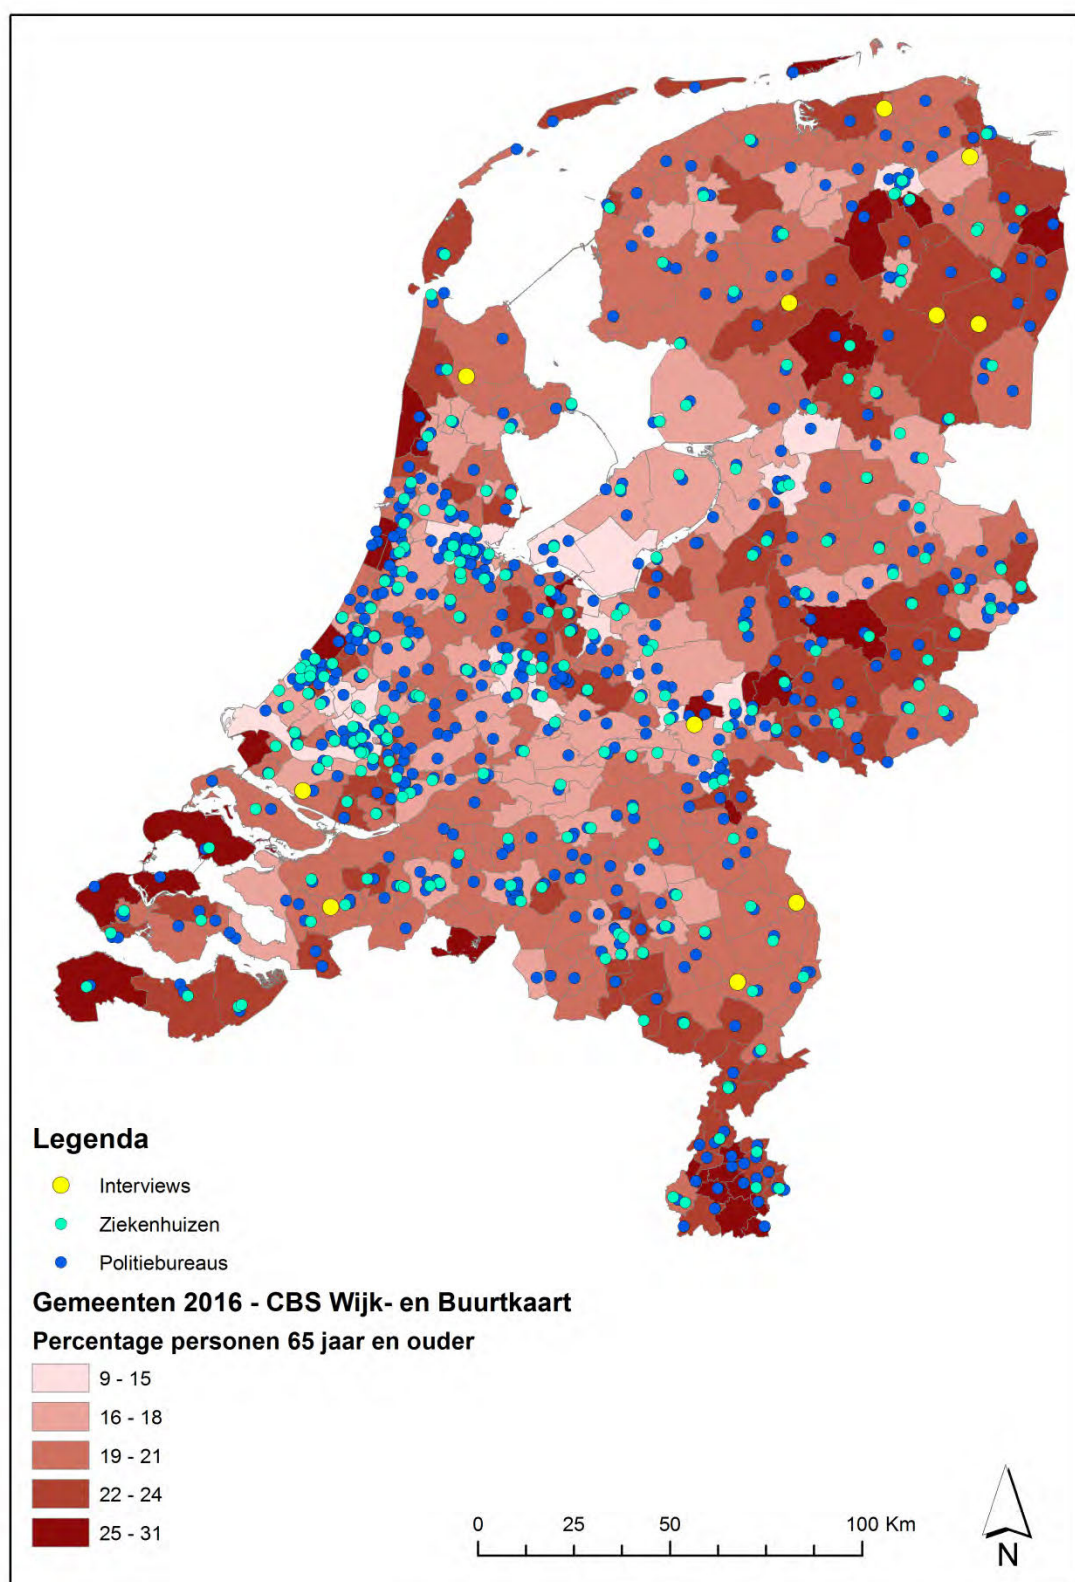 Legenda
Interviews
Ziekenhuizen
Politiebureaus
Gemeenten 2016 - CBS Wijk- en Buurtkaart
Percentage personen 65 jaar en ouder
9 - 15
16 - 18
19 - 21
22 - 24
25 - 31
0 25 50 100 Km
N